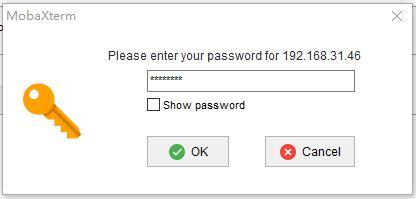 MobaXterm
Please enter your password for 192.168.31.46
********
Show password
OK
Cancel